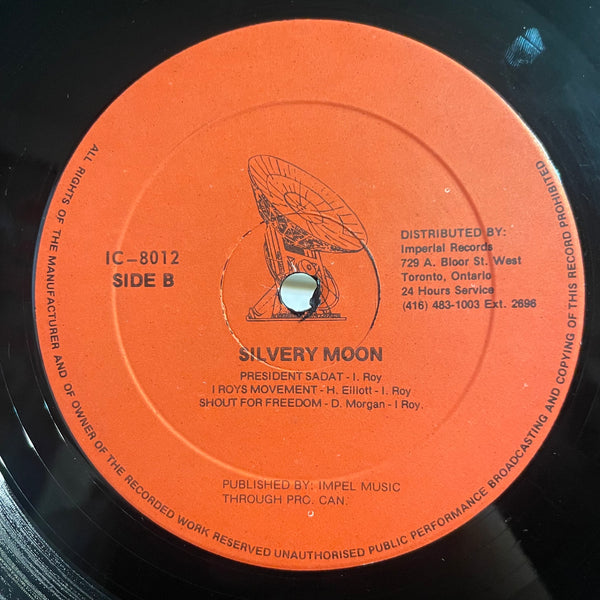 ALL RIGHTS OF THE MANUFACTURER AND OF OWNER OF THE RECORDED WORK RESERVED UNAUTHORISED PUBLIC PERFORMANCE BROADCASTING AND COPYING OF THIS RECORD PROHIBITED
IC-8012
SIDE B
DISTRIBUTED BY:
Imperial Records
729 A. Bloor St. West
Toronto, Ontario
24 Hours Service
(416) 483-1003 Ext. 2696
SILVERY MOON
PRESIDENT SADAT - I. Roy
I ROYS MOVEMENT - H. Elliott - I. Roy
SHOUT FOR FREEDOM - D. Morgan - I Roy.
PUBLISHED BY: IMPEL MUSIC
THROUGH PRO. CAN.